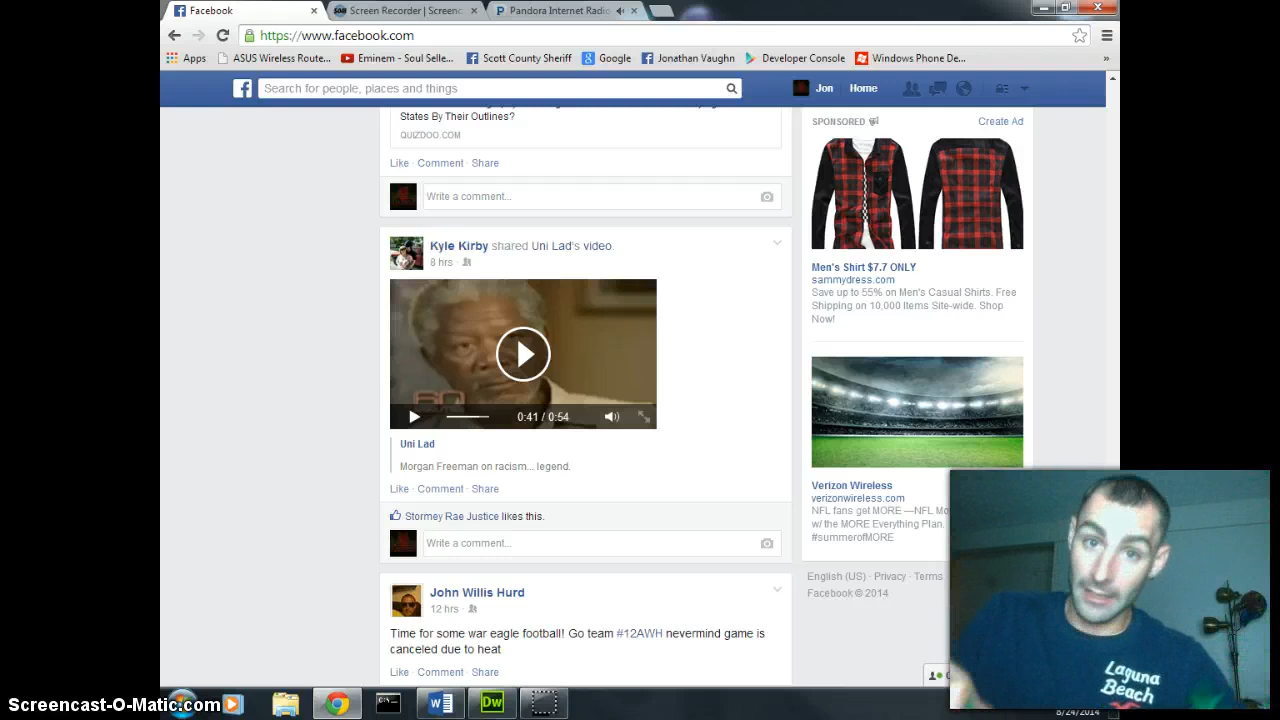 Facebook
Screen Recorder | Screenc
Pandora Internet Radio
https://www.facebook.com
Apps
ASUS Wireless Route...
Eminem - Soul Selle...
Scott County Sheriff
Google
Jonathan Vaughn
Developer Console
Windows Phone De...
»
Search for people, places and things
Jon
Home
States By Their Outlines?
QUIZDOO.COM
Like · Comment · Share
Write a comment...
Kyle Kirby shared Uni Lad's video.
8 hrs ·
60
0:41 / 0:54
Uni Lad
Morgan Freeman on racism... legend.
Like · Comment · Share
Stormey Rae Justice likes this.
Write a comment...
John Willis Hurd
12 hrs ·
Time for some war eagle football! Go team #12AWH nevermind game is
canceled due to heat
Like · Comment · Share
SPONSORED
Create Ad
Men's Shirt $7.7 ONLY
sammydress.com
Save up to 55% on Men's Casual Shirts. Free
Shipping on 10,000 Items Site-wide. Shop
Now!
Verizon Wireless
verizonwireless.com
NFL fans get MORE —NFL Mo
w/ the MORE Everything Plan.
#summerofMORE
English (US) · Privacy · Terms
Facebook © 2014
Laguna
Beach
Dw
8/24/2014
Screencast-O-Matic.com